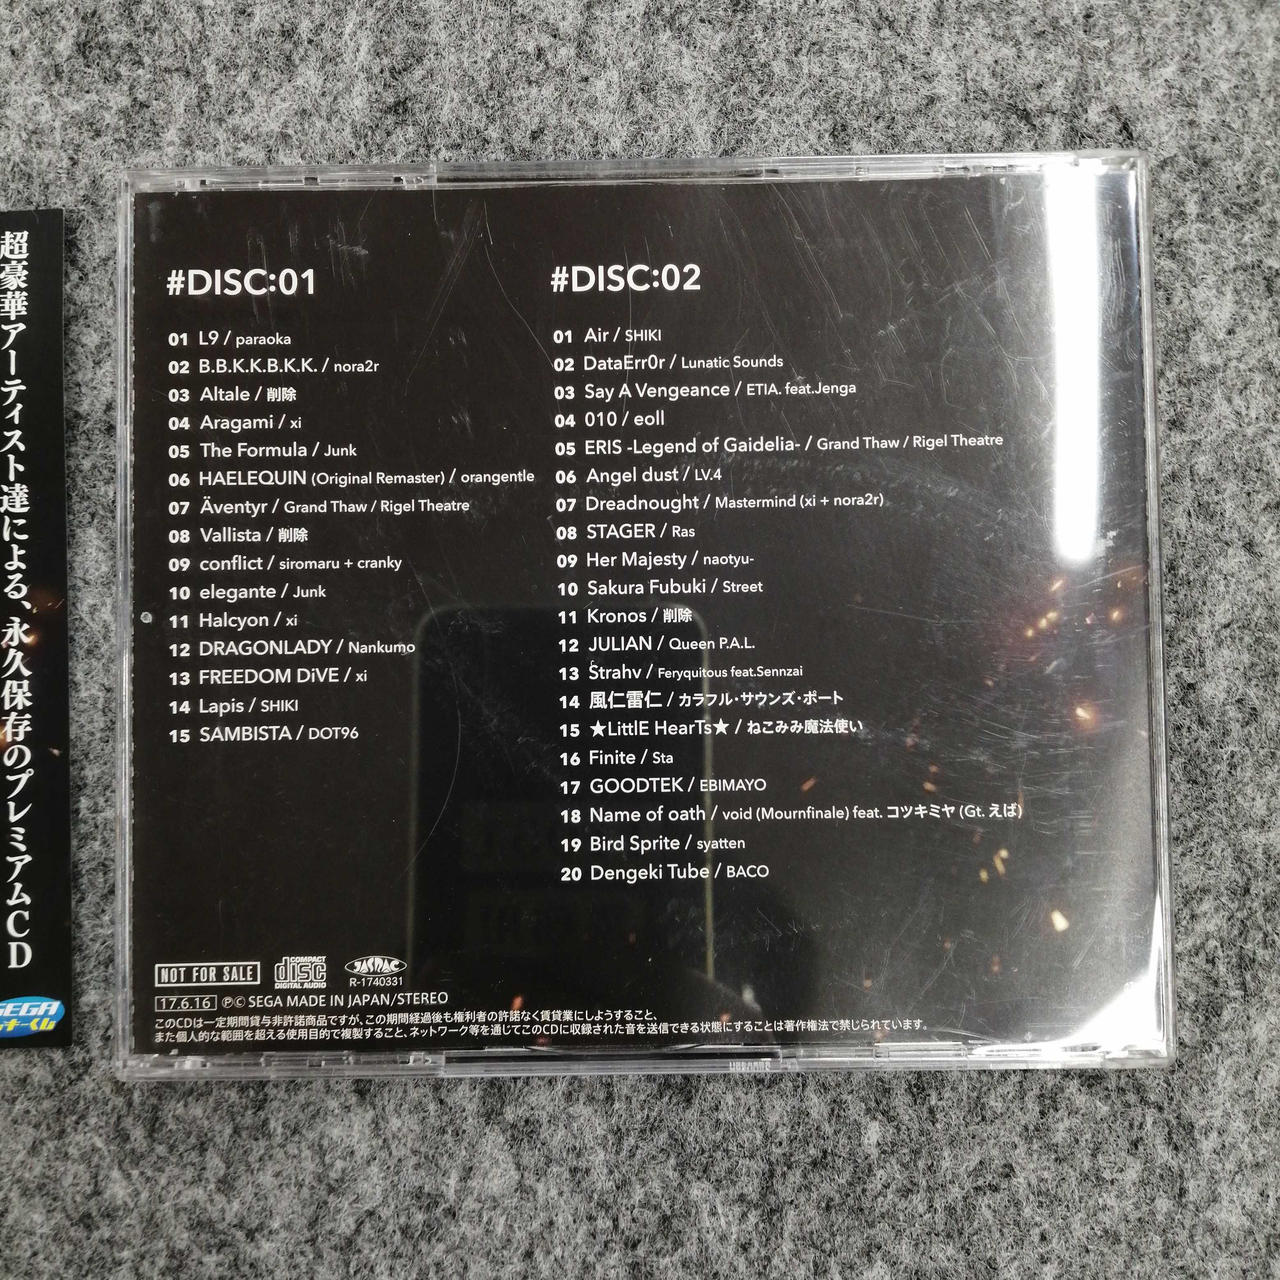 超豪華アーティスト達による、永久保存のプレミアムCD
SEGA
#DISC:01
01 L9 / paraoka
02 B.B.K.K.B.K.K. / nora2r
03 Altale / 削除
04 Aragami / xi
05 The Formula / Junk
06 HAELEQUIN (Original Remaster) / orangentle
07 Äventyr / Grand Thaw / Rigel Theatre
08 Vallista / 削除
09 conflict / siromaru + cranky
10 elegante / Junk
11 Halcyon / xi
12 DRAGONLADY / Nankumo
13 FREEDOM DiVE / xi
14 Lapis / SHIKI
15 SAMBISTA / DOT96
#DISC:02
01 Air / SHIKI
02 DataErr0r / Lunatic Sounds
03 Say A Vengeance / ETIA. feat.Jenga
04 010 / eoll
05 ERIS -Legend of Gaidelia- / Grand Thaw / Rigel Theatre
06 Angel dust / LV.4
07 Dreadnought / Mastermind (xi + nora2r)
08 STAGER / Ras
09 Her Majesty / naotyu-
10 Sakura Fubuki / Street
11 Kronos / 削除
12 JULIAN / Queen P.A.L.
13 Strahv / Feryquitous feat.Sennzai
14 風仁雷仁 / カラフル・サウンズ・ポート
15 ★LittlE HearTs★ / ねこみみ魔法使い
16 Finite / Sta
17 GOODTEK / EBIMAYO
18 Name of oath / void (Mournfinale) feat. コツキミヤ (Gt. えば)
19 Bird Sprite / syatten
20 Dengeki Tube / BACO
NOT FOR SALE COMPACT disc DIGITAL AUDIO JASRAC R-1740331
17.6.16 ℗© SEGA MADE IN JAPAN/STEREO
このCDは一定期間貸与非許諾商品ですが、この期間経過後も権利者の許諾なく賃貸業にしようすること、
また個人的な範囲を超える使用目的で複製すること、ネットワーク等を通じてこのCDに収録された音を送信できる状態にすることは著作権法で禁じられています。